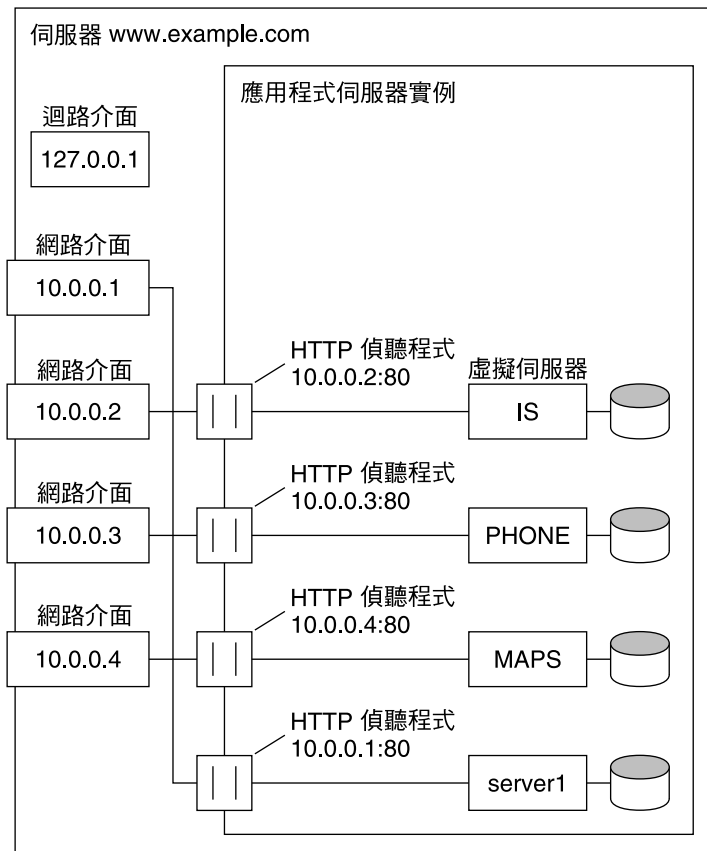 伺服器 www.example.com
應用程式伺服器實例
迴路介面
127.0.0.1
網路介面
10.0.0.1
網路介面
10.0.0.2
HTTP 偵聽程式
10.0.0.2:80
虛擬伺服器
IS
網路介面
10.0.0.3
HTTP 偵聽程式
10.0.0.3:80
PHONE
網路介面
10.0.0.4
HTTP 偵聽程式
10.0.0.4:80
MAPS
HTTP 偵聽程式
10.0.0.1:80
server1